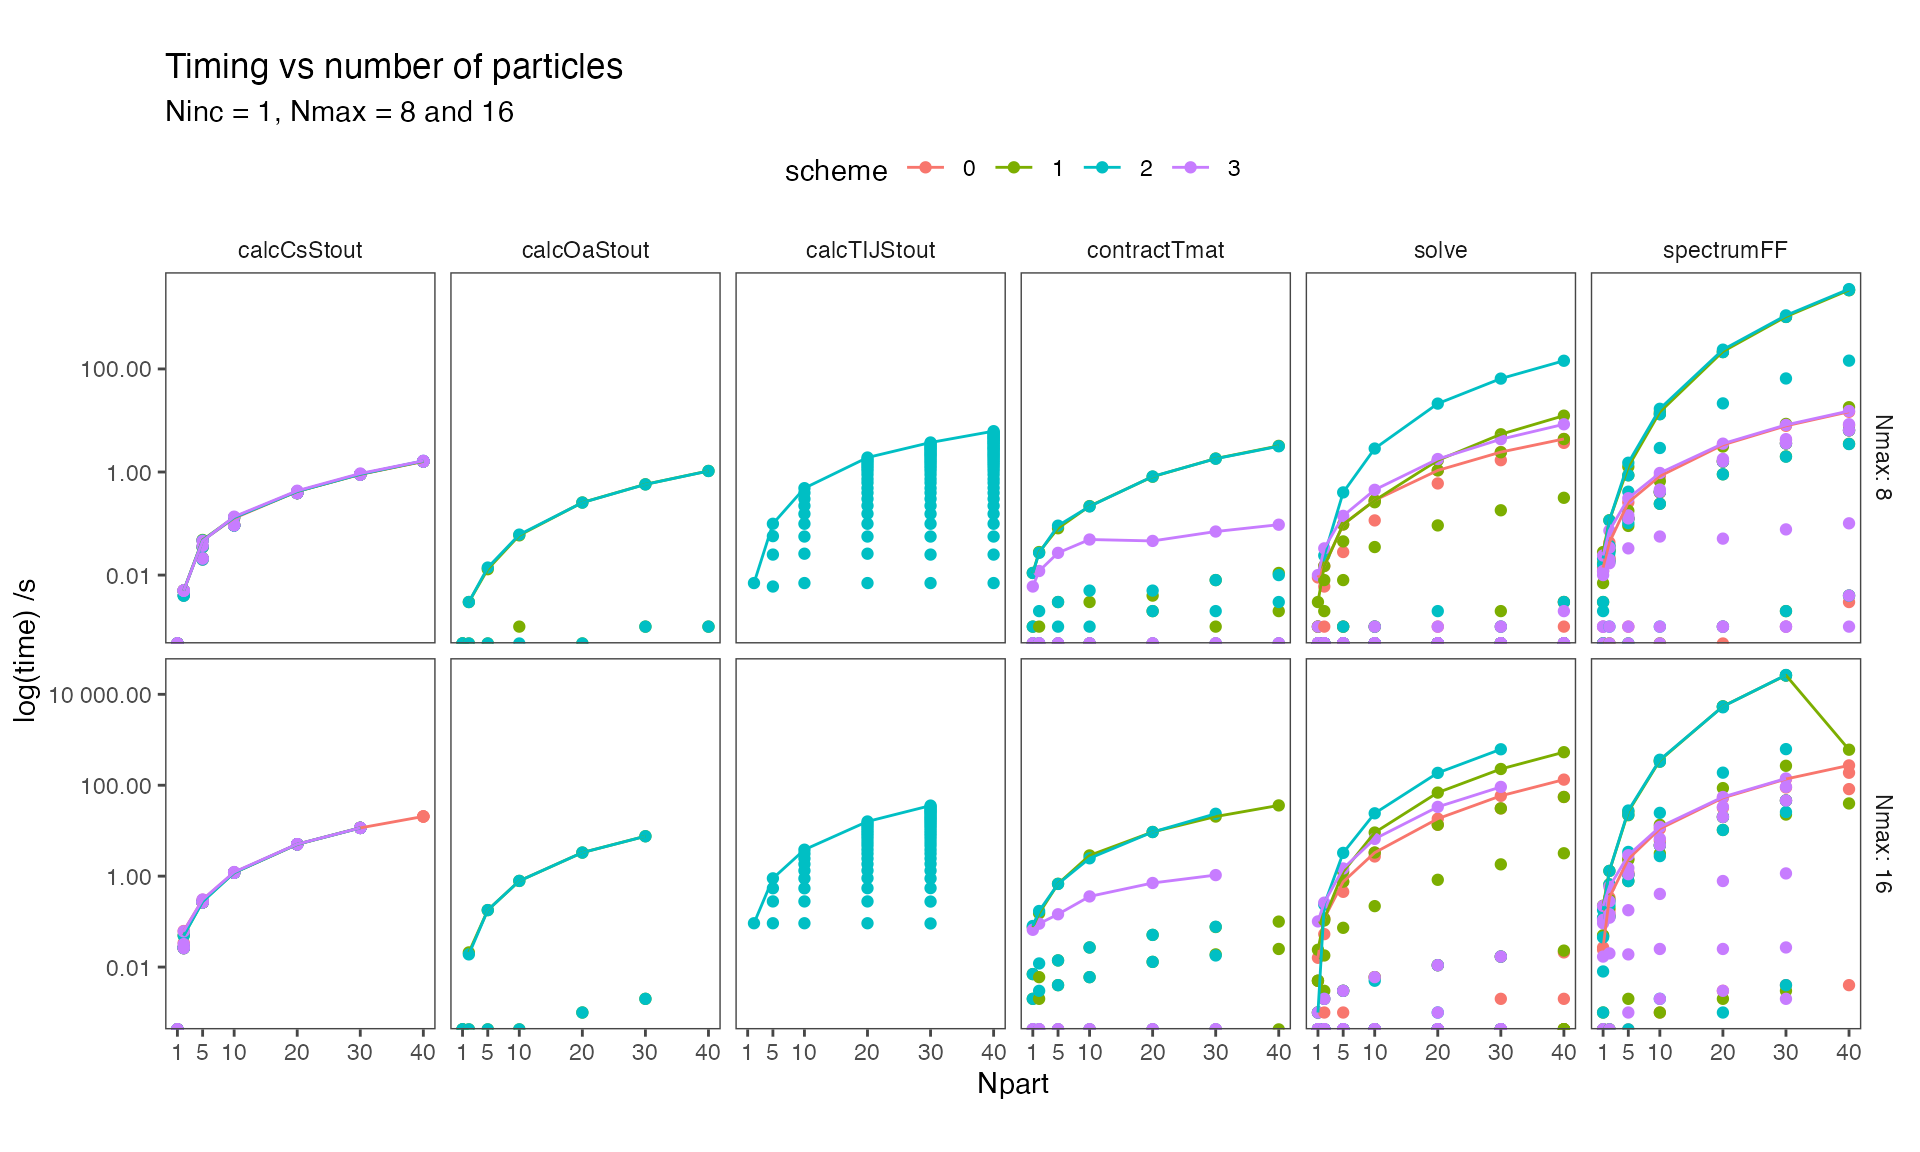 Timing vs number of particles
Ninc = 1, Nmax = 8 and 16
scheme 0 1 2 3
calcCsStout calcOaStout calcTIJStout contractTmat solve spectrumFF
100.00
1.00
0.01
Nmax: 8
log(time) /s
10 000.00
100.00
1.00
0.01
Nmax: 16
1 5 10 20 30 40 1 5 10 20 30 40 1 5 10 20 30 40 1 5 10 20 30 40 1 5 10 20 30 40 1 5 10 20 30 40
Npart